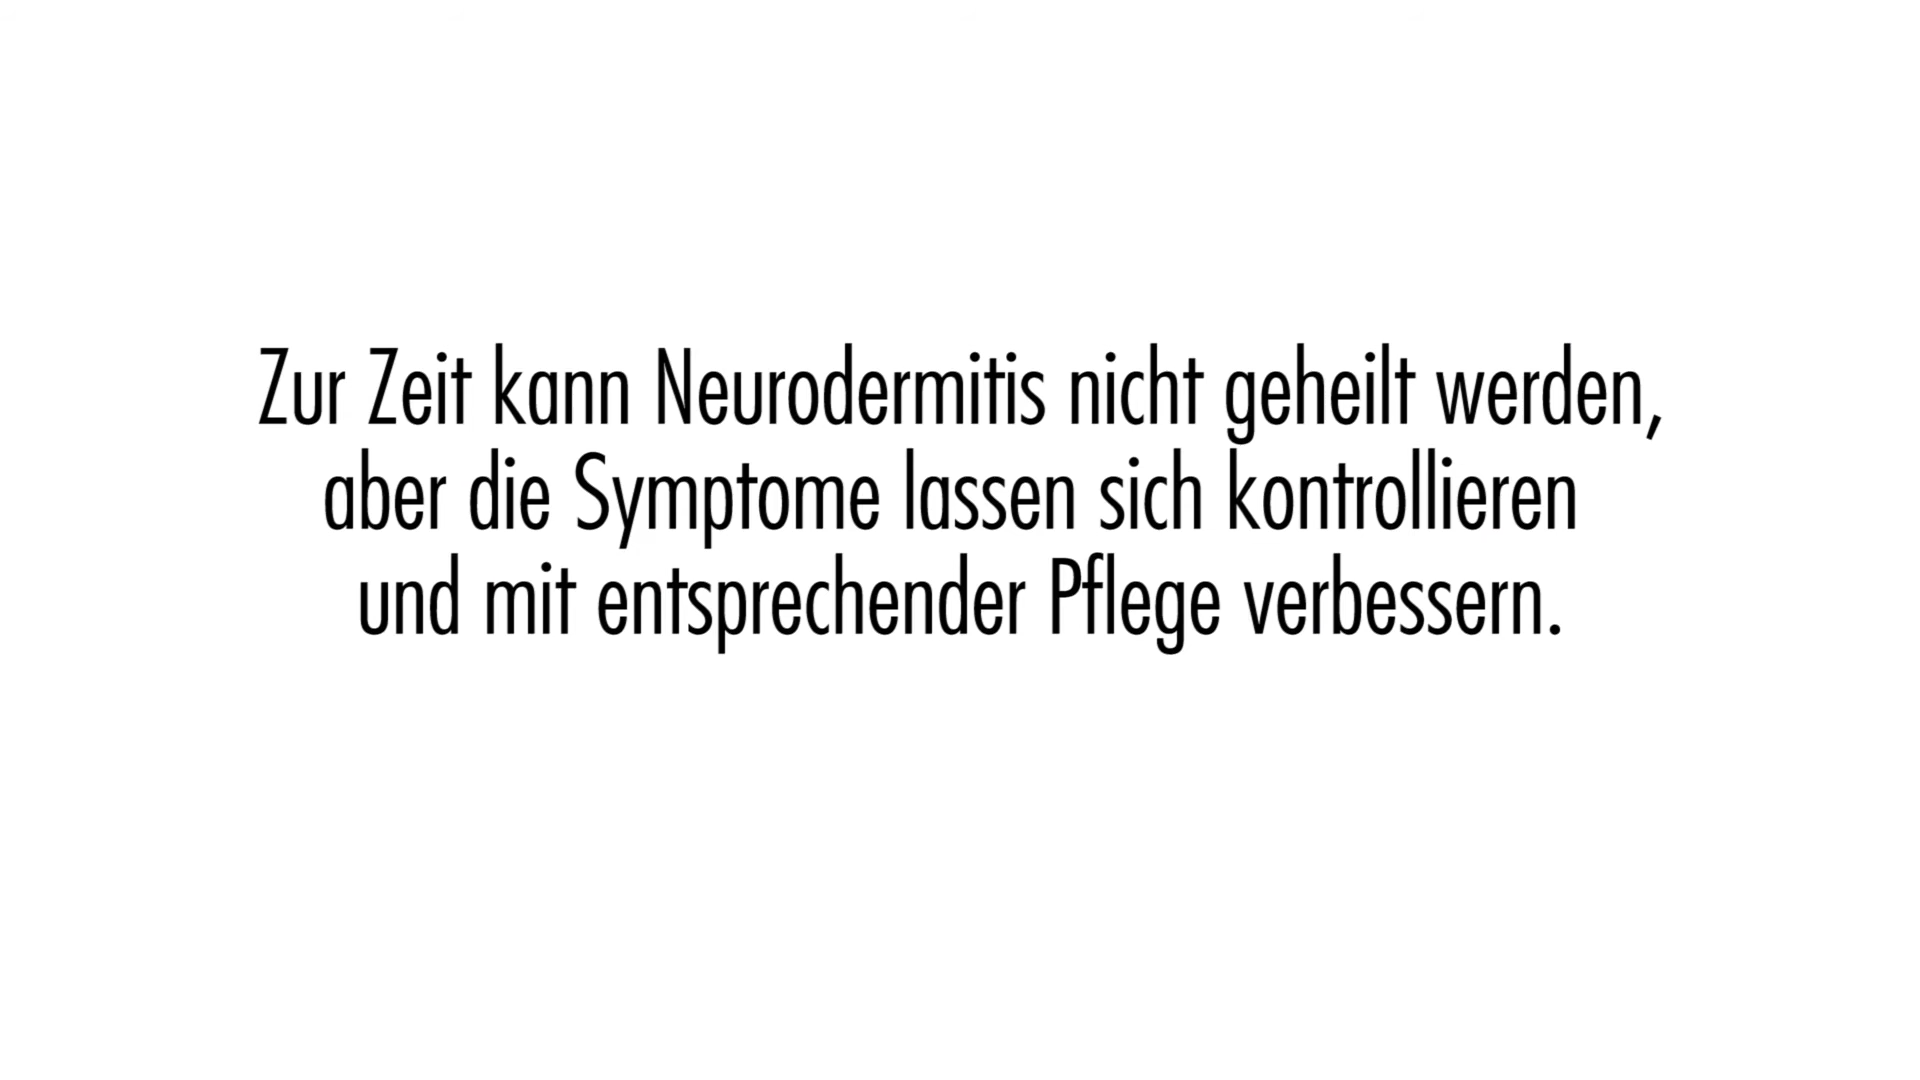 Zur Zeit kann Neurodermitis nicht geheilt werden,
aber die Symptome lassen sich kontrollieren
und mit entsprechender Pflege verbessern.